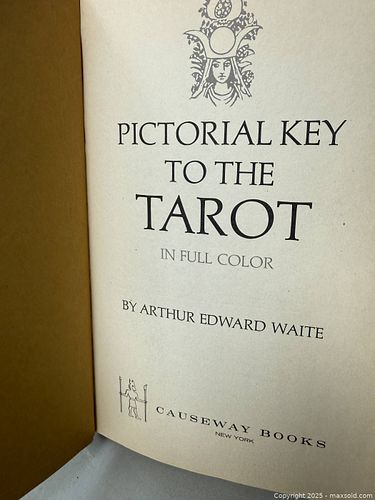 PICTORIAL KEY
TO THE
TAROT
IN FULL COLOR
BY ARTHUR EDWARD WAITE
CAUSEWAY BOOKS
NEW YORK
Copyright 2025 - maxsold.com